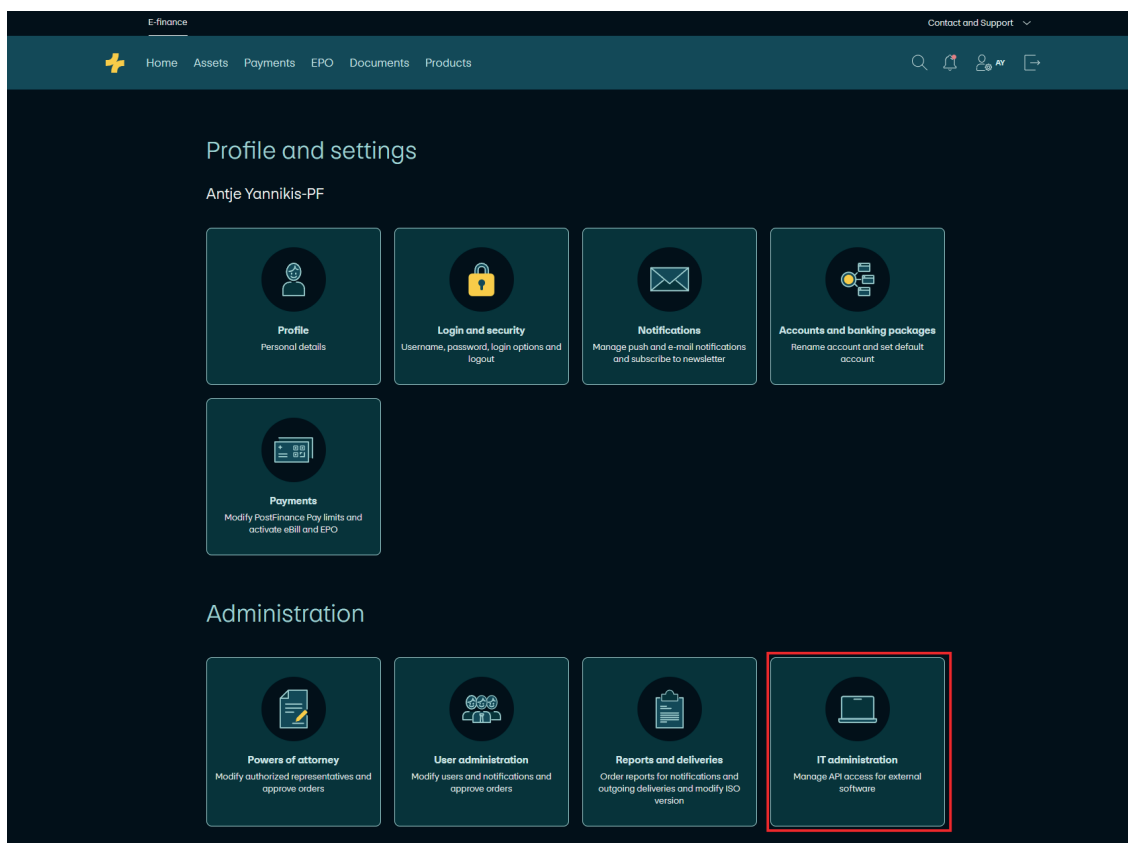 E-finance
Contact and Support
Home Assets Payments EPO Documents Products
AY
Profile and settings
Antje Yannikis-PF
Profile
Personal details
Login and security
Username, password, login options and
logout
Notifications
Manage push and e-mail notifications
and subscribe to newsletter
Accounts and banking packages
Rename account and set default
account
Payments
Modify PostFinance Pay limits and
activate eBill and EPO
Administration
Powers of attorney
Modify authorized representatives and
approve orders
User administration
Modify users and notifications and
approve orders
Reports and deliveries
Order reports for notifications and
outgoing deliveries and modify ISO
version
IT administration
Manage API access for external
software